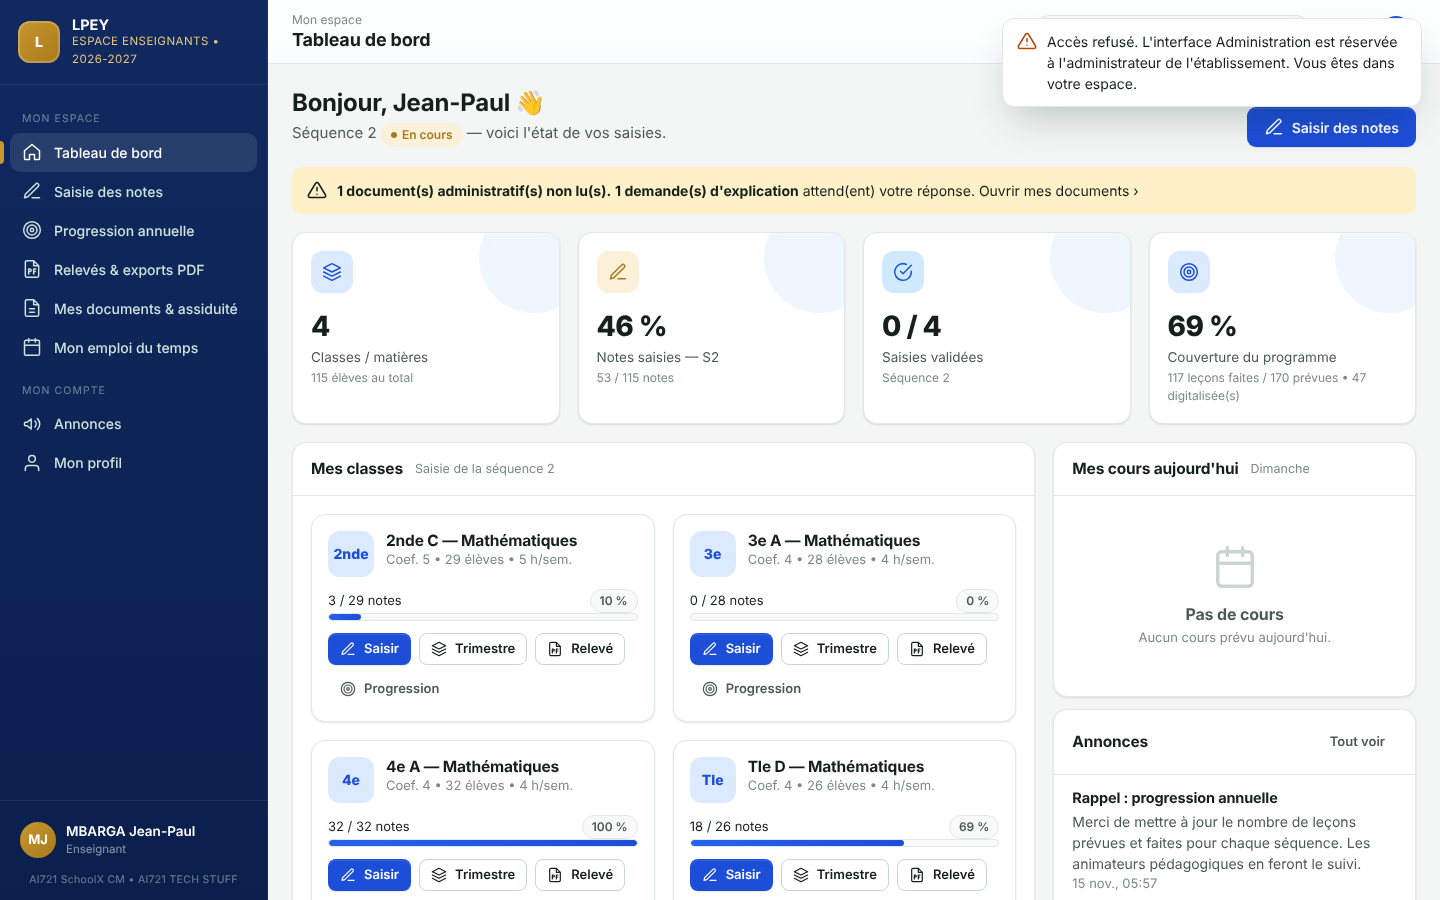 L
LPEY
ESPACE ENSEIGNANTS •
2026-2027
MON ESPACE
Tableau de bord
Saisie des notes
Progression annuelle
Relevés & exports PDF
Mes documents & assiduité
Mon emploi du temps
MON COMPTE
Annonces
Mon profil
MJ
MBARGA Jean-Paul
Enseignant
AI721 SchoolX CM • AI721 TECH STUFF
Mon espace
Tableau de bord
Accès refusé. L'interface Administration est réservée
à l'administrateur de l'établissement. Vous êtes dans
votre espace.
Bonjour, Jean-Paul 👋
Séquence 2 • En cours — voici l'état de vos saisies.
Saisir des notes
1 document(s) administratif(s) non lu(s). 1 demande(s) d'explication attend(ent) votre réponse. Ouvrir mes documents ›
4
Classes / matières
115 élèves au total
46 %
Notes saisies — S2
53 / 115 notes
0 / 4
Saisies validées
Séquence 2
69 %
Couverture du programme
117 leçons faites / 170 prévues • 47
digitalisée(s)
Mes classes Saisie de la séquence 2
2nde
2nde C — Mathématiques
Coef. 5 • 29 élèves • 5 h/sem.
3 / 29 notes 10 %
Saisir Trimestre Relevé
Progression
3e
3e A — Mathématiques
Coef. 4 • 28 élèves • 4 h/sem.
0 / 28 notes 0 %
Saisir Trimestre Relevé
Progression
4e
4e A — Mathématiques
Coef. 4 • 32 élèves • 4 h/sem.
32 / 32 notes 100 %
Saisir Trimestre Relevé
Tle
Tle D — Mathématiques
Coef. 4 • 26 élèves • 4 h/sem.
18 / 26 notes 69 %
Saisir Trimestre Relevé
Mes cours aujourd'hui Dimanche
Pas de cours
Aucun cours prévu aujourd'hui.
Annonces Tout voir
Rappel : progression annuelle
Merci de mettre à jour le nombre de leçons
prévues et faites pour chaque séquence. Les
animateurs pédagogiques en feront le suivi.
15 nov., 05:57